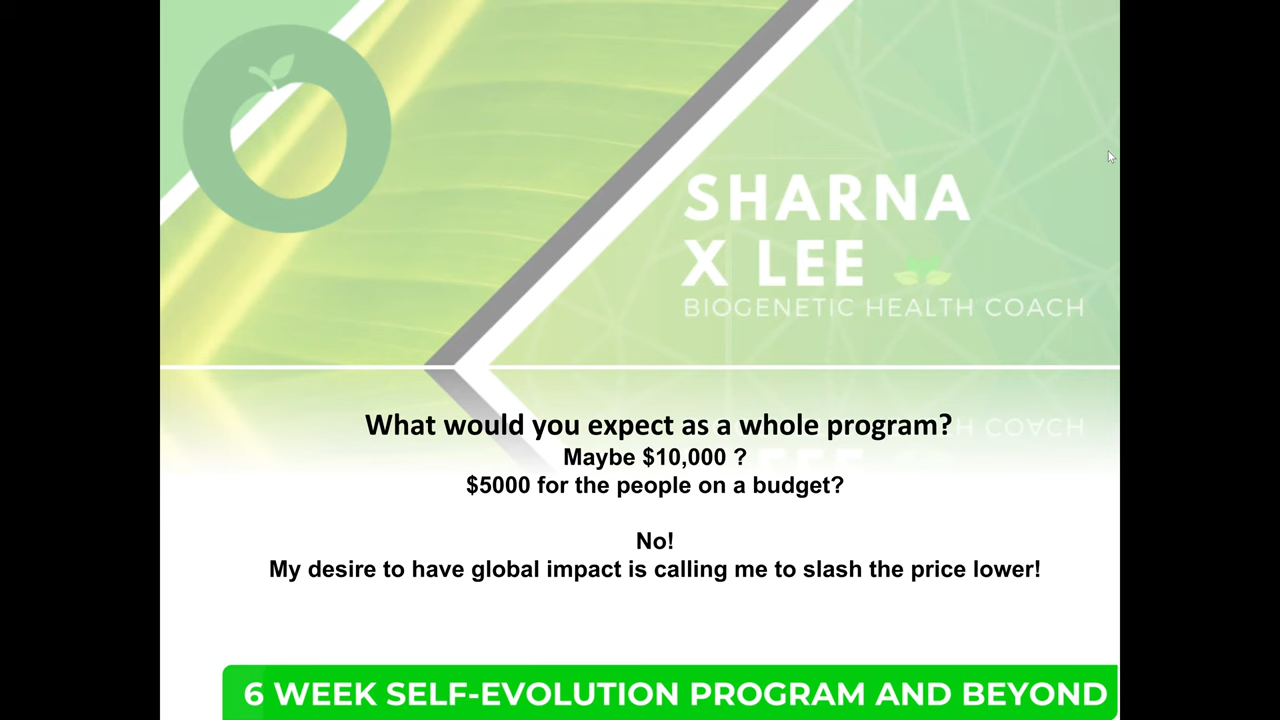 SHARNA
X LEE
BIOGENETIC HEALTH COACH
What would you expect as a whole program?
Maybe $10,000 ?
$5000 for the people on a budget?
No!
My desire to have global impact is calling me to slash the price lower!
6 WEEK SELF-EVOLUTION PROGRAM AND BEYOND